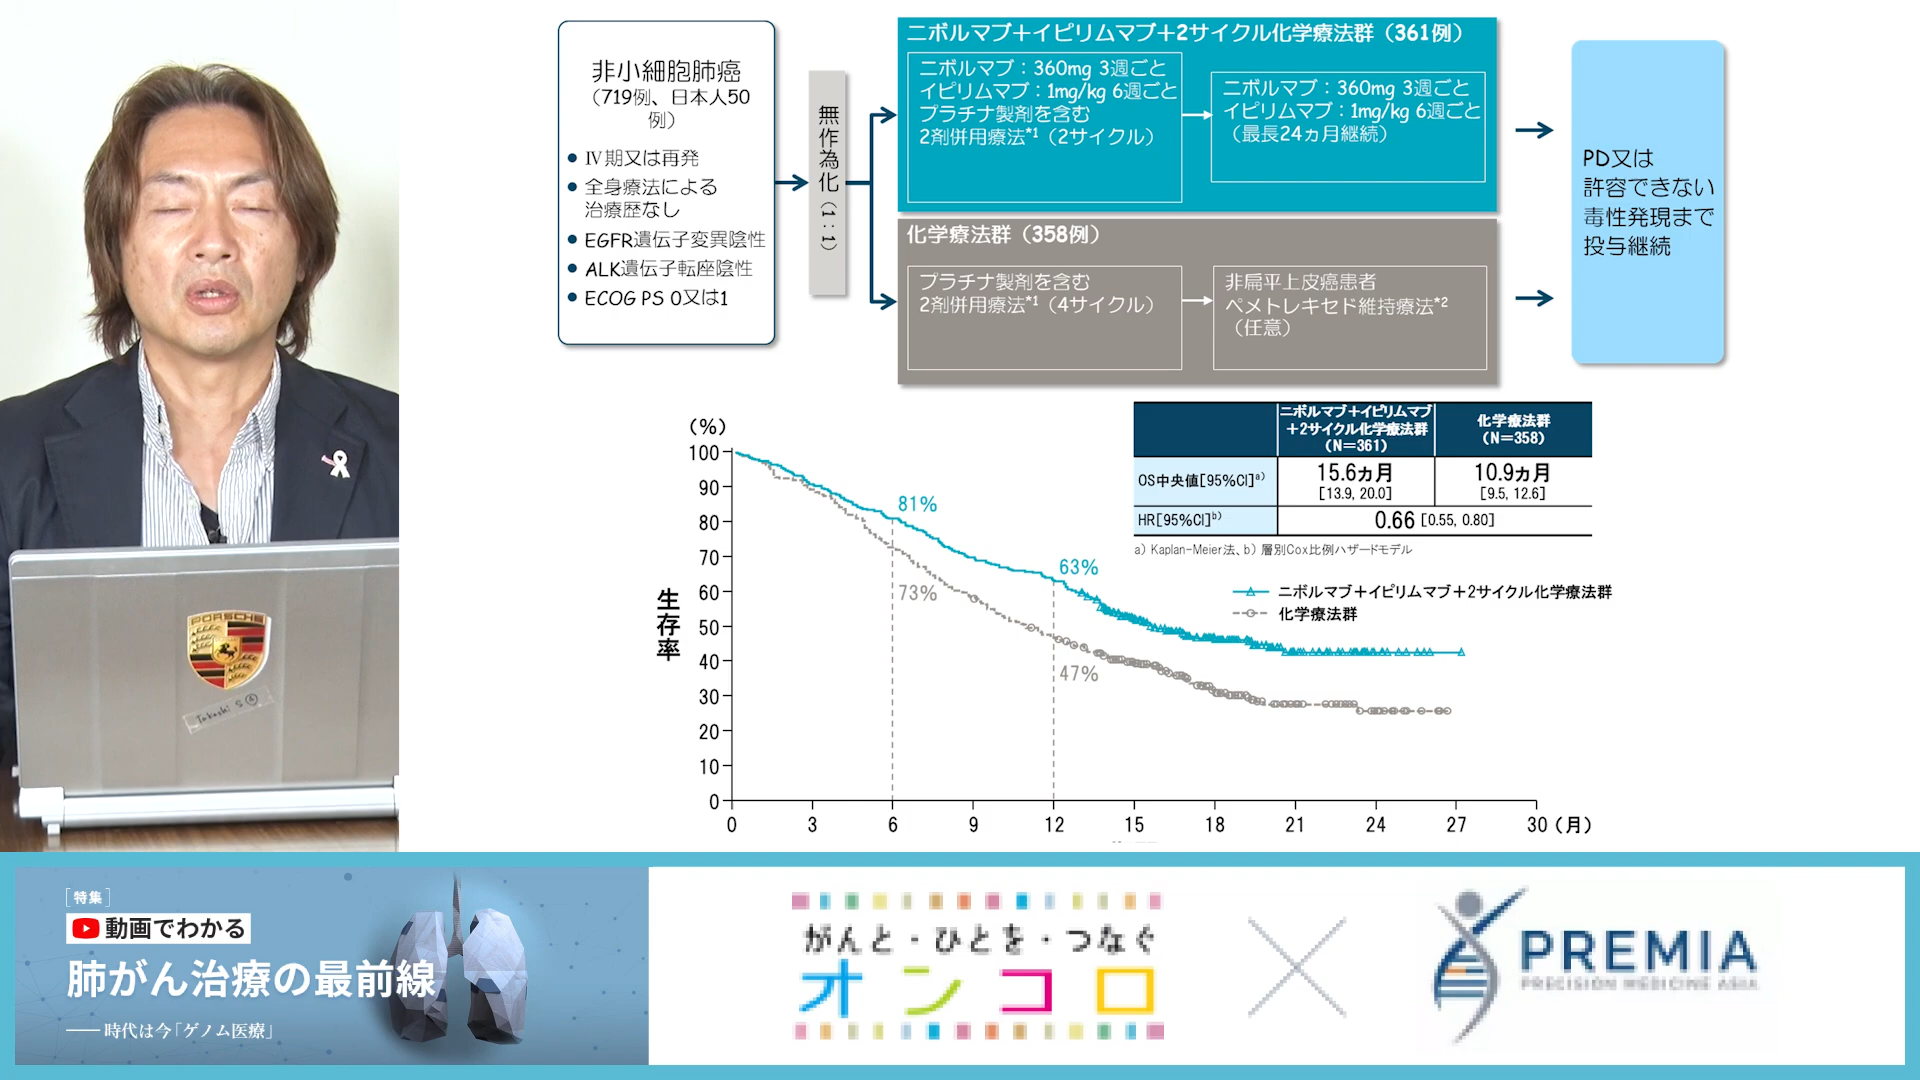 非小細胞肺癌
（719例、日本人50
例）
● Ⅳ期又は再発
● 全身療法による
治療歴なし
● EGFR遺伝子変異陰性
● ALK遺伝子転座陰性
● ECOG PS 0又は1
無作為化（1：1）
ニボルマブ＋イピリムマブ＋2サイクル化学療法群（361例）
ニボルマブ：360mg 3週ごと
イピリムマブ：1mg/kg 6週ごと
プラチナ製剤を含む
2剤併用療法*1（2サイクル）
ニボルマブ：360mg 3週ごと
イピリムマブ：1mg/kg 6週ごと
（最長24ヵ月継続）
化学療法群（358例）
プラチナ製剤を含む
2剤併用療法*1（4サイクル）
非扁平上皮癌患者
ペメトレキセド維持療法*2
（任意）
PD又は
許容できない
毒性発現まで
投与継続
（%）
100
90
80
70
60
50
40
30
20
10
0
生存率
81%
73%
63%
47%
0 3 6 9 12 15 18 21 24 27 30（月）
ニボルマブ＋イピリムマブ
＋2サイクル化学療法群
（N＝361）
化学療法群
（N＝358）
OS中央値[95%CI]a）
15.6ヵ月
[13.9, 20.0]
10.9ヵ月
[9.5, 12.6]
HR[95%CI]b）
0.66 [0.55, 0.80]
a） Kaplan-Meier法、b） 層別Cox比例ハザードモデル
ニボルマブ＋イピリムマブ＋2サイクル化学療法群
化学療法群
PORSCHE
Takashi S ④
［特集］
動画でわかる
肺がん治療の最前線
── 時代は今「ゲノム医療」
がんと・ひとを・つなぐ
オンコロ
PREMIA
PRECISION MEDICINE ASIA